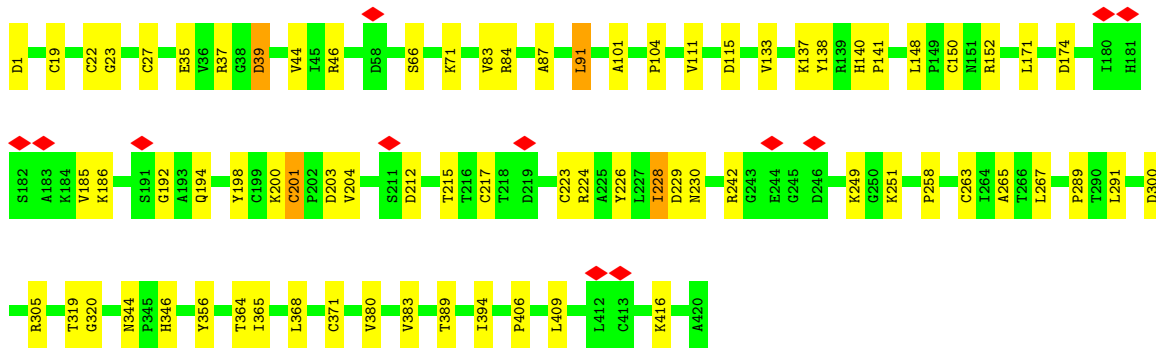 D1 C19 C22 G23 C27 E35 V36 R37 G38 D39 V44 I45 R46 D58 S66 K71 V83 R84 A87 L91 A101 P104 V111 D115 V133 K137 Y138 R139 H140 P141 L148 P149 C150 N151 R152 L171 D174 I180 H181
S182 A183 K184 V185 K186 S191 G192 A193 Q194 Y198 C199 K200 C201 P202 D203 V204 S211 D212 T215 T216 C217 T218 D219 C223 R224 A225 Y226 L227 I228 D229 N230 R242 G243 E244 G245 D246 K249 G250 K251 P258 C263 I264 A265 T266 L267 P289 T290 L291 D300
R305 T319 G320 N344 P345 H346 Y356 T364 I365 L368 C371 V380 V383 T389 I394 P406 L409 L412 C413 K416 A420